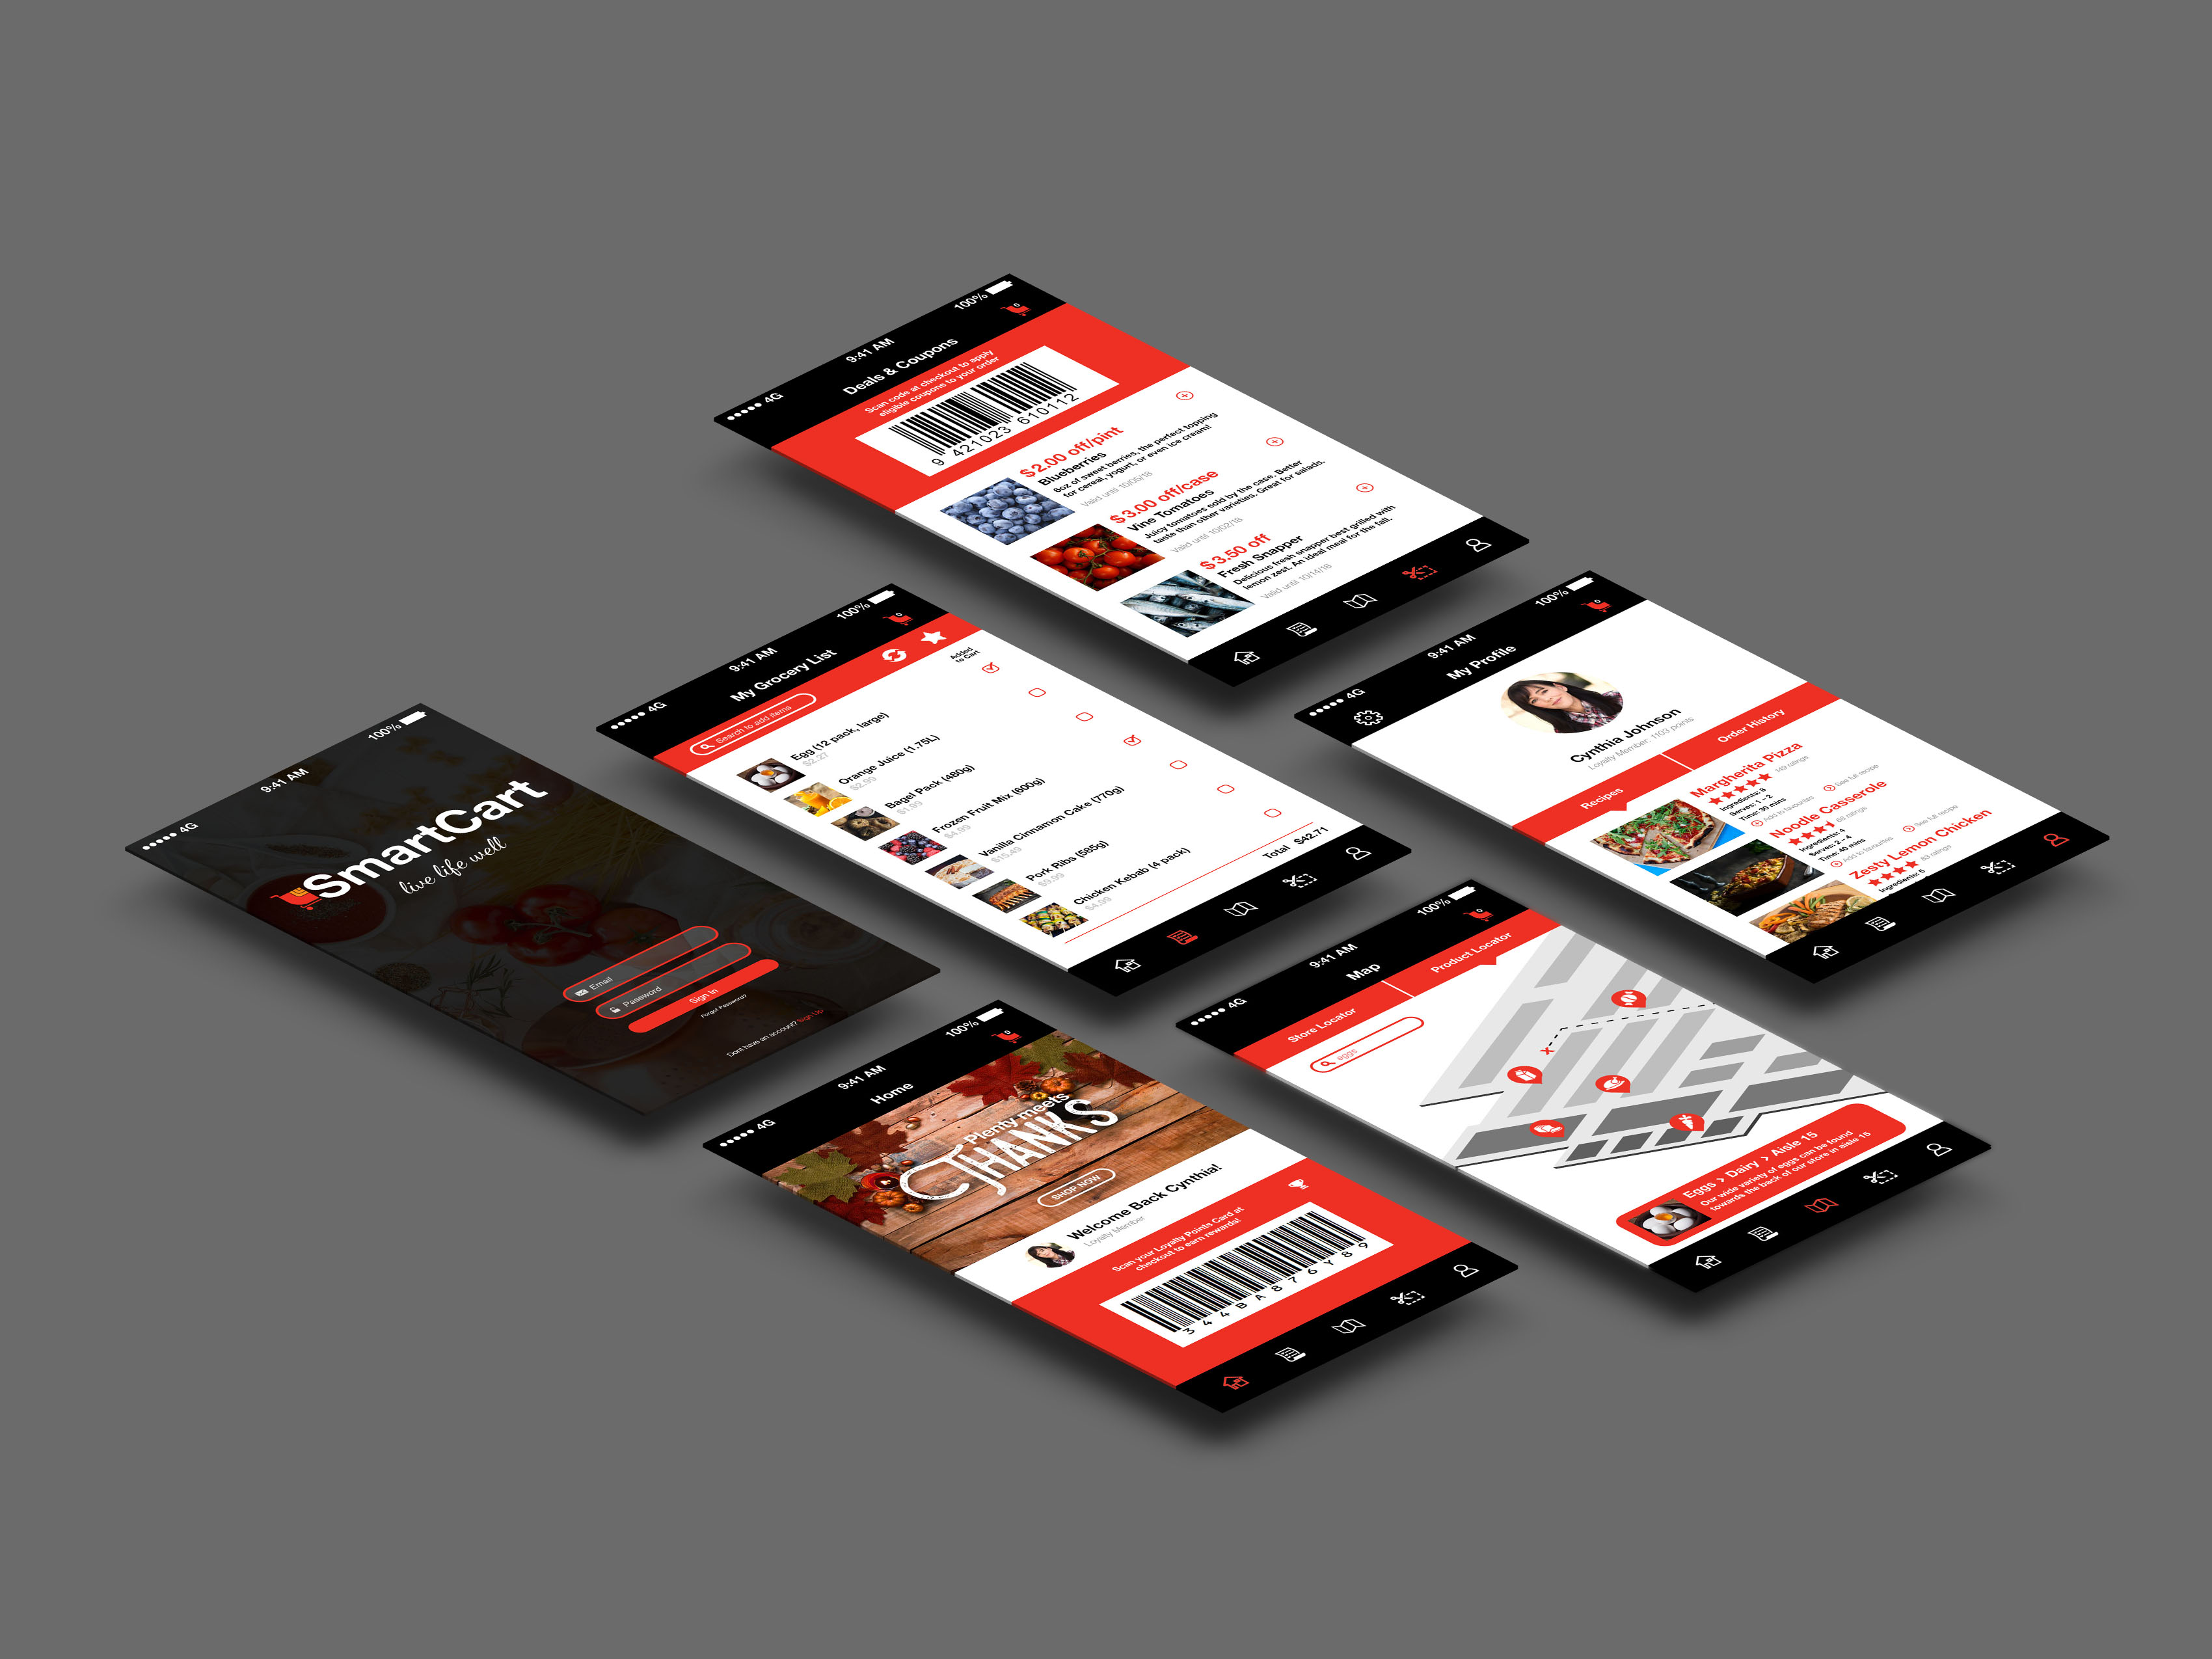 4G 9:41 AM 100%
Deals & Coupons
0
Scan code at checkout to apply
eligible coupons to your order
9 421023 610112
$2.00 off/pint
Blueberries
6oz of sweet berries, the perfect topping
for cereal, yogurt, or even ice cream!
Valid until 10/05/18
$3.00 off/case
Vine Tomatoes
Juicy tomatoes sold by the case. Better
taste than other varieties. Great for salads.
Valid until 10/02/18
$3.50 off
Fresh Snapper
Delicious fresh snapper best grilled with
lemon zest. An ideal meal for the fall.
Valid until 10/14/18
4G 9:41 AM 100%
My Grocery List
0
Search to add items
Added
to Cart
Egg (12 pack, large)
$2.27
Orange Juice (1.75L)
$2.99
Bagel Pack (480g)
$1.99
Frozen Fruit Mix (600g)
$4.99
Vanilla Cinnamon Cake (770g)
$15.49
Pork Ribs (585g)
$9.99
Chicken Kebab (4 pack)
$4.99
Total $42.71
4G 9:41 AM 100%
My Profile
0
Cynthia Johnson
Loyalty Member 1103 points
Recipes
Order History
Margherita Pizza
149 ratings
Ingredients: 8
Serves: 1 - 2
Time: 30 mins
Add to favourites
See full recipe
Noodle Casserole
68 ratings
Ingredients: 4
Serves: 2 - 4
Time: 40 mins
Add to favourites
See full recipe
Zesty Lemon Chicken
83 ratings
Ingredients: 6
4G 9:41 AM 100%
SmartCart
live life well
Email
Password
Sign In
Forgot Password?
Dont have an account? Sign Up!
4G 9:41 AM 100%
Map
0
Store Locator
Product Locator
eggs
Eggs > Dairy > Aisle 15
Our wide variety of eggs can be found
towards the back of our store in aisle 15
4G 9:41 AM 100%
Home
0
Plenty meets
THANKS
SHOP NOW
Welcome Back Cynthia!
Loyalty Member
Scan your Loyalty Points Card at
checkout to earn rewards!
3 4 4 B A 8 7 6 Y 8 9